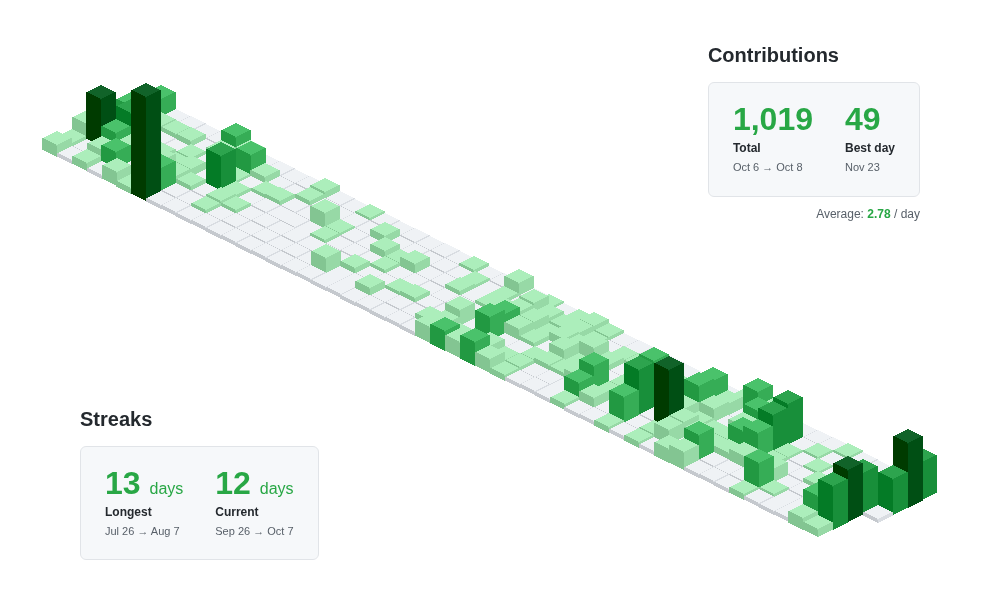 Contributions
1,019 49
Total Best day
Oct 6 → Oct 8 Nov 23
Average: 2.78 / day
Streaks
13 days 12 days
Longest Current
Jul 26 → Aug 7 Sep 26 → Oct 7